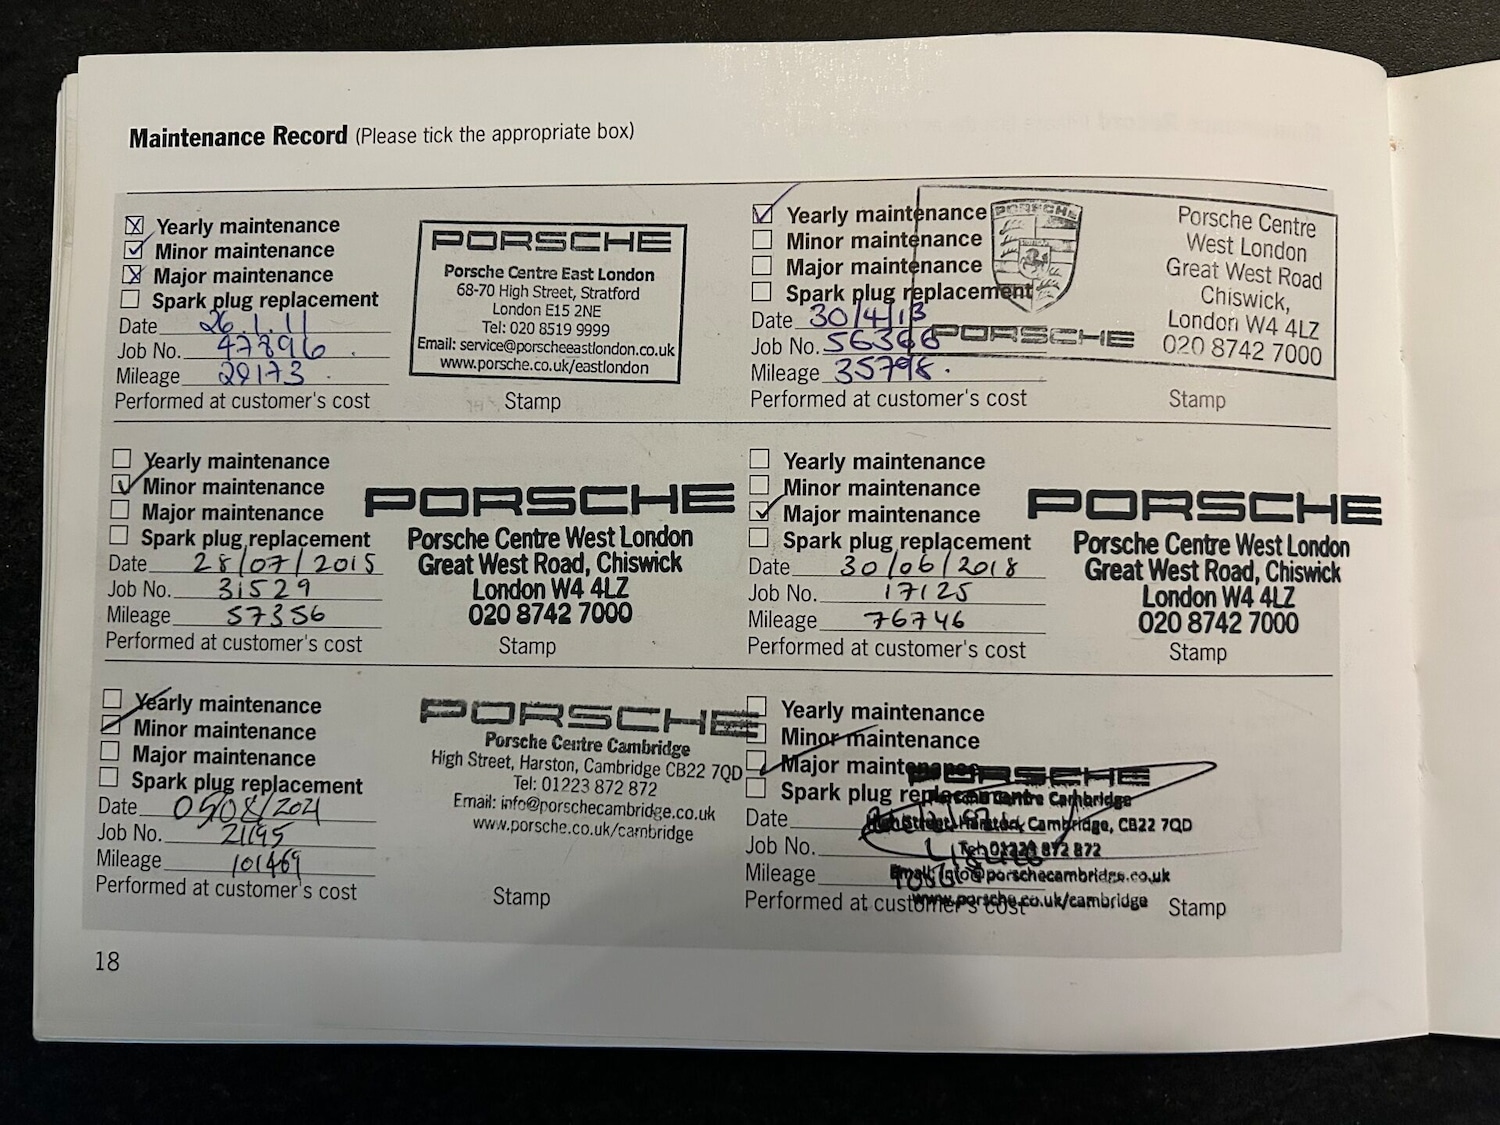 Maintenance Record (Please tick the appropriate box)
Yearly maintenance
Minor maintenance
Major maintenance
Spark plug replacement
Date 26.1.11
Job No. 47896
Mileage 29173
Performed at customer's cost
PORSCHE
Porsche Centre East London
68-70 High Street, Stratford
London E15 2NE
Tel: 020 8519 9999
Email: service@porscheeastlondon.co.uk
www.porsche.co.uk/eastlondon
Stamp
Yearly maintenance
Minor maintenance
Major maintenance
Spark plug replacement
Date 30/4/13
Job No. 56366
Mileage 35798.
Performed at customer's cost
PORSCHE
PORSCHE
Porsche Centre
West London
Great West Road
Chiswick,
London W4 4LZ
020 8742 7000
Stamp
Yearly maintenance
Minor maintenance
Major maintenance
Spark plug replacement
Date 28/07/2015
Job No. 31529
Mileage 57356
Performed at customer's cost
PORSCHE
Porsche Centre West London
Great West Road, Chiswick
London W4 4LZ
020 8742 7000
Stamp
Yearly maintenance
Minor maintenance
Major maintenance
Spark plug replacement
Date 30/06/2018
Job No. 17125
Mileage 76746
Performed at customer's cost
PORSCHE
Porsche Centre West London
Great West Road, Chiswick
London W4 4LZ
020 8742 7000
Stamp
Yearly maintenance
Minor maintenance
Major maintenance
Spark plug replacement
Date 05/08/2021
Job No. 21195
Mileage 101469
Performed at customer's cost
PORSCHE
Porsche Centre Cambridge
High Street, Harston, Cambridge CB22 7QD
Tel: 01223 872 872
Email: info@porschecambridge.co.uk
www.porsche.co.uk/cambridge
Stamp
Yearly maintenance
Minor maintenance
Major maintenance
Spark plug replacement
Date
Job No.
Mileage
Performed at customer's cost
PORSCHE
Porsche Centre Cambridge
High Street, Harston, Cambridge, CB22 7QD
Tel: 01223 872 872
Email: info@porschecambridge.co.uk
www.porsche.co.uk/cambridge
Stamp
18